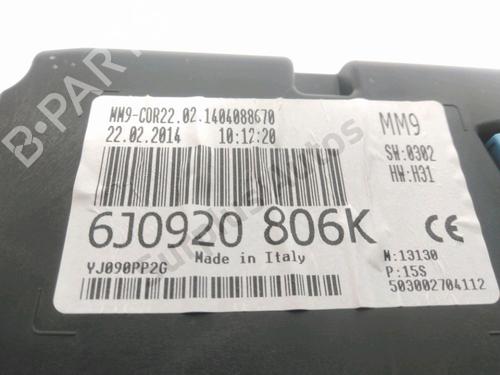 MM9-COR22.02.1404088670
22.02.2014 10:12:20
MM9
SW:0302
HW:H31
6J0920 806K
Made in Italy
YJ090PP2G
CE
M:13130
P:15S
503002704112